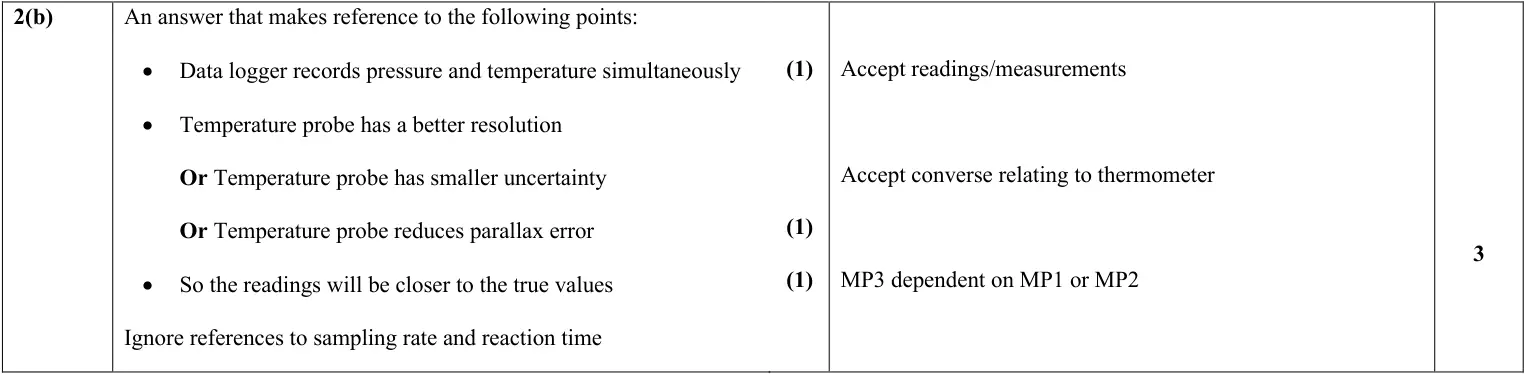 2(b) An answer that makes reference to the following points:
• Data logger records pressure and temperature simultaneously (1) Accept readings/measurements
• Temperature probe has a better resolution
Or Temperature probe has smaller uncertainty Accept converse relating to thermometer
Or Temperature probe reduces parallax error (1)
3
• So the readings will be closer to the true values (1) MP3 dependent on MP1 or MP2
Ignore references to sampling rate and reaction time